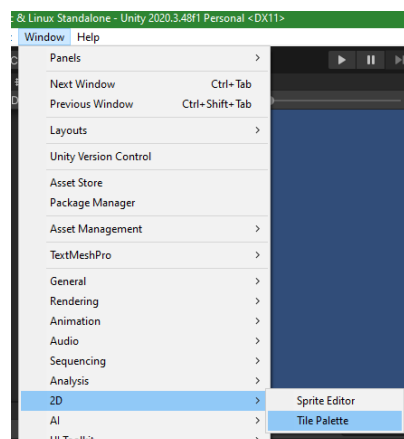 & Linux Standalone - Unity 2020.3.48f1 Personal <DX11>
Window Help
Panels >
Next Window Ctrl+Tab
Previous Window Ctrl+Shift+Tab
Layouts >
Unity Version Control
Asset Store
Package Manager
Asset Management >
TextMeshPro >
General >
Rendering >
Animation >
Audio >
Sequencing >
Analysis >
2D > Sprite Editor
AI > Tile Palette